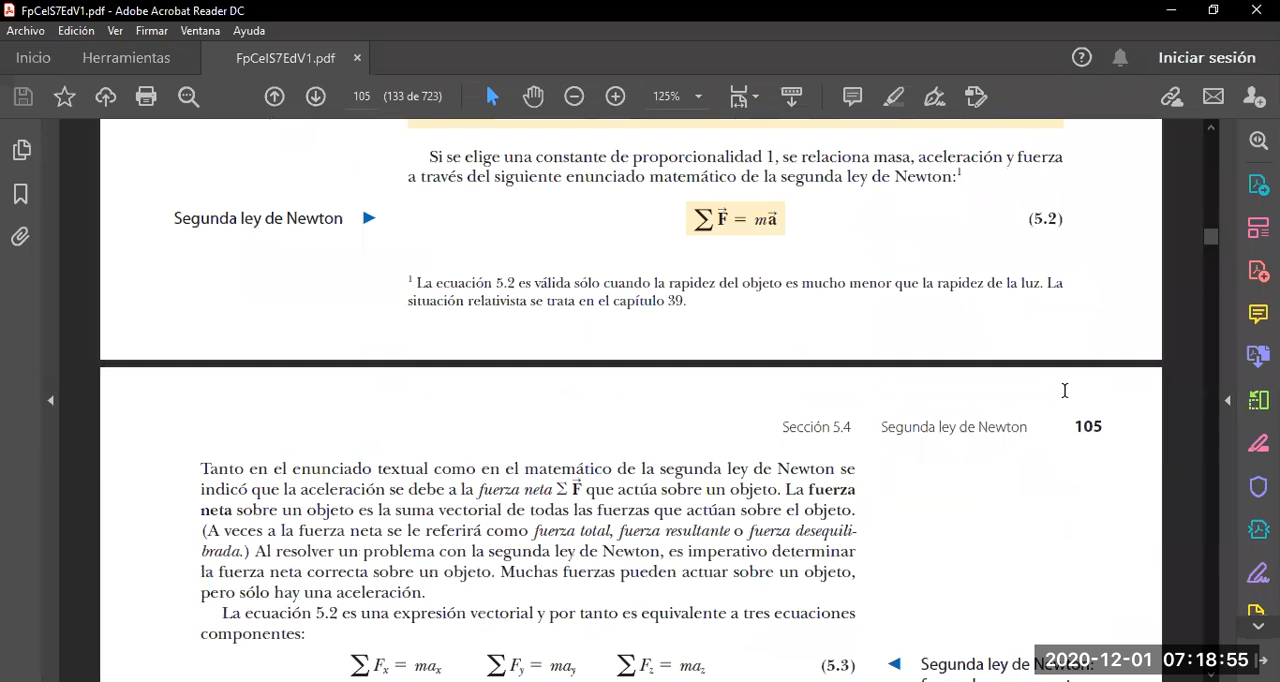 FpCeIS7EdV1.pdf - Adobe Acrobat Reader DC
Archivo Edición Ver Firmar Ventana Ayuda
Inicio Herramientas FpCeIS7EdV1.pdf × Iniciar sesión
105 (133 de 723) 125%
Si se elige una constante de proporcionalidad 1, se relaciona masa, aceleración y fuerza
a través del siguiente enunciado matemático de la segunda ley de Newton:¹
Segunda ley de Newton ▶ ∑ F⃗ = ma⃗ (5.2)
¹ La ecuación 5.2 es válida sólo cuando la rapidez del objeto es mucho menor que la rapidez de la luz. La
situación relativista se trata en el capítulo 39.
Sección 5.4 Segunda ley de Newton 105
Tanto en el enunciado textual como en el matemático de la segunda ley de Newton se
indicó que la aceleración se debe a la fuerza neta Σ F⃗ que actúa sobre un objeto. La fuerza
neta sobre un objeto es la suma vectorial de todas las fuerzas que actúan sobre el objeto.
(A veces a la fuerza neta se le referirá como fuerza total, fuerza resultante o fuerza desequili-
brada.) Al resolver un problema con la segunda ley de Newton, es imperativo determinar
la fuerza neta correcta sobre un objeto. Muchas fuerzas pueden actuar sobre un objeto,
pero sólo hay una aceleración.
La ecuación 5.2 es una expresión vectorial y por tanto es equivalente a tres ecuaciones
componentes:
∑ Fₓ = maₓ ∑ F_y = ma_y ∑ F_z = ma_z (5.3) ◀ Segunda ley de
2020-12-01 07:18:55